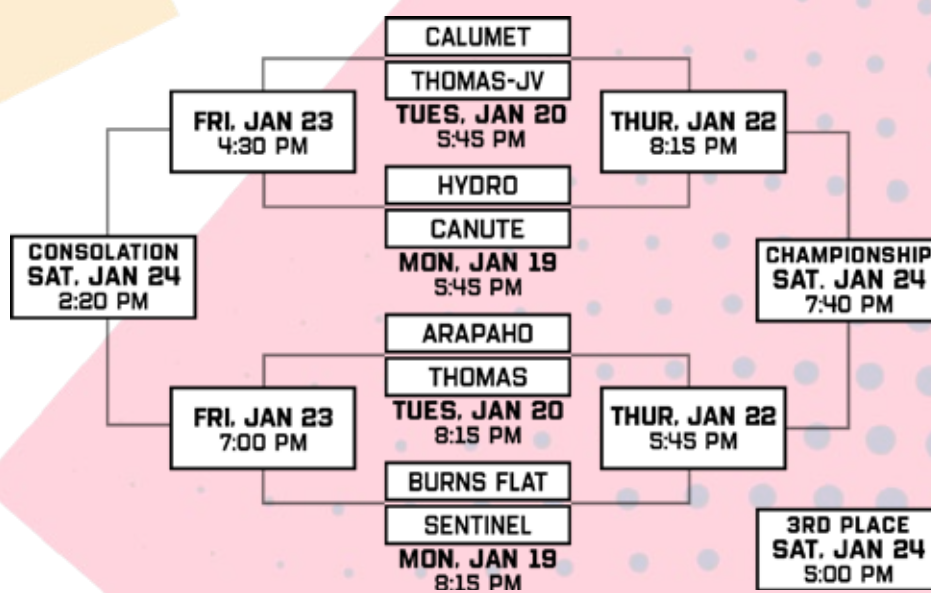 CALUMET
THOMAS-JV
TUES, JAN 20
5:45 PM
FRI, JAN 23
4:30 PM
THUR, JAN 22
8:15 PM
HYDRO
CANUTE
MON, JAN 19
5:45 PM
CONSOLATION
SAT. JAN 24
2:20 PM
CHAMPIONSHIP
SAT. JAN 24
7:40 PM
ARAPAHO
THOMAS
TUES, JAN 20
8:15 PM
FRI, JAN 23
7:00 PM
THUR, JAN 22
5:45 PM
BURNS FLAT
SENTINEL
MON, JAN 19
8:15 PM
3RD PLACE
SAT. JAN 24
5:00 PM